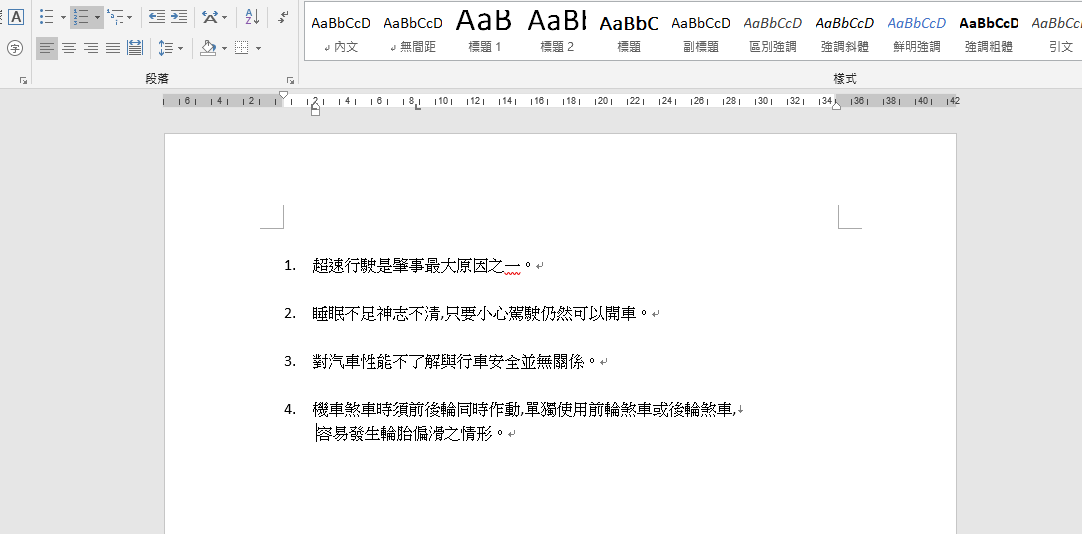 AaBbCcD AaBbCcD AaB AaBb AaBbC AaBbCcD AaBbCcD AaBbCcD AaBbCcD AaBbCcD AaBbCcD
A 字 內文 無間距 標題 1 標題 2 標題 副標題 區別強調 強調斜體 鮮明強調 強調粗體 引文
段落 樣式
6 4 2 2 4 6 8 10 12 14 16 18 20 22 24 26 28 30 32 34 36 38 40 42
1. 超速行駛是肇事最大原因之一。
2. 睡眠不足神志不清,只要小心駕駛仍然可以開車。
3. 對汽車性能不了解與行車安全並無關係。
4. 機車煞車時須前後輪同時作動,單獨使用前輪煞車或後輪煞車,
容易發生輪胎偏滑之情形。